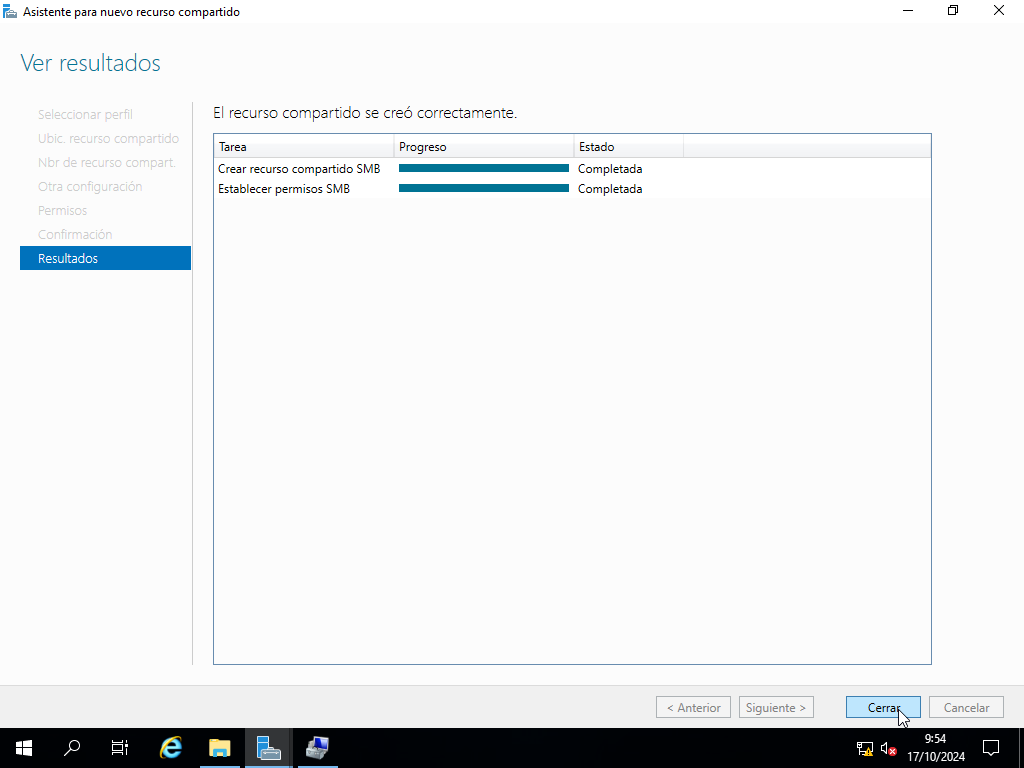 Asistente para nuevo recurso compartido
Ver resultados
Seleccionar perfil
Ubic. recurso compartido
Nbr de recurso compart.
Otra configuración
Permisos
Confirmación
Resultados
El recurso compartido se creó correctamente.
Tarea Progreso Estado
Crear recurso compartido SMB Completada
Establecer permisos SMB Completada
< Anterior Siguiente > Cerrar Cancelar
9:54
17/10/2024